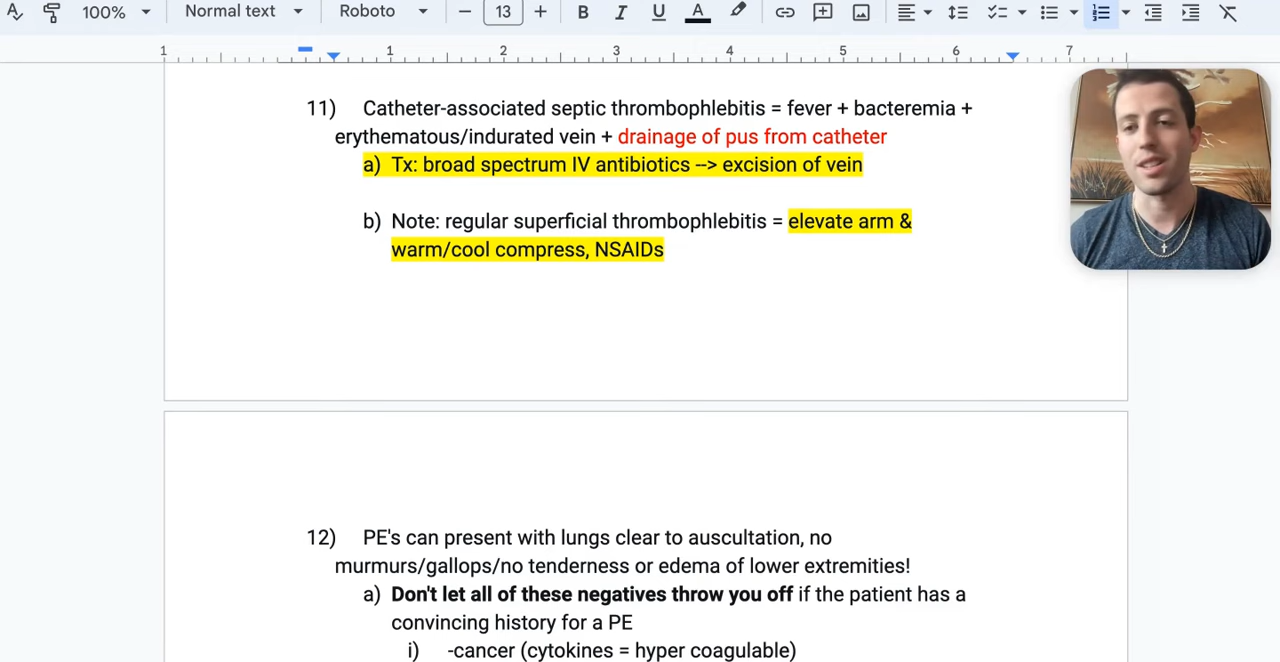 100%
Normal text
Roboto
13
B I U A
1 1 2 3 4 5 6 7
11) Catheter-associated septic thrombophlebitis = fever + bacteremia +
erythematous/indurated vein + drainage of pus from catheter
a) Tx: broad spectrum IV antibiotics --> excision of vein
b) Note: regular superficial thrombophlebitis = elevate arm &
warm/cool compress, NSAIDs
12) PE's can present with lungs clear to auscultation, no
murmurs/gallops/no tenderness or edema of lower extremities!
a) Don't let all of these negatives throw you off if the patient has a
convincing history for a PE
i) -cancer (cytokines = hyper coagulable)